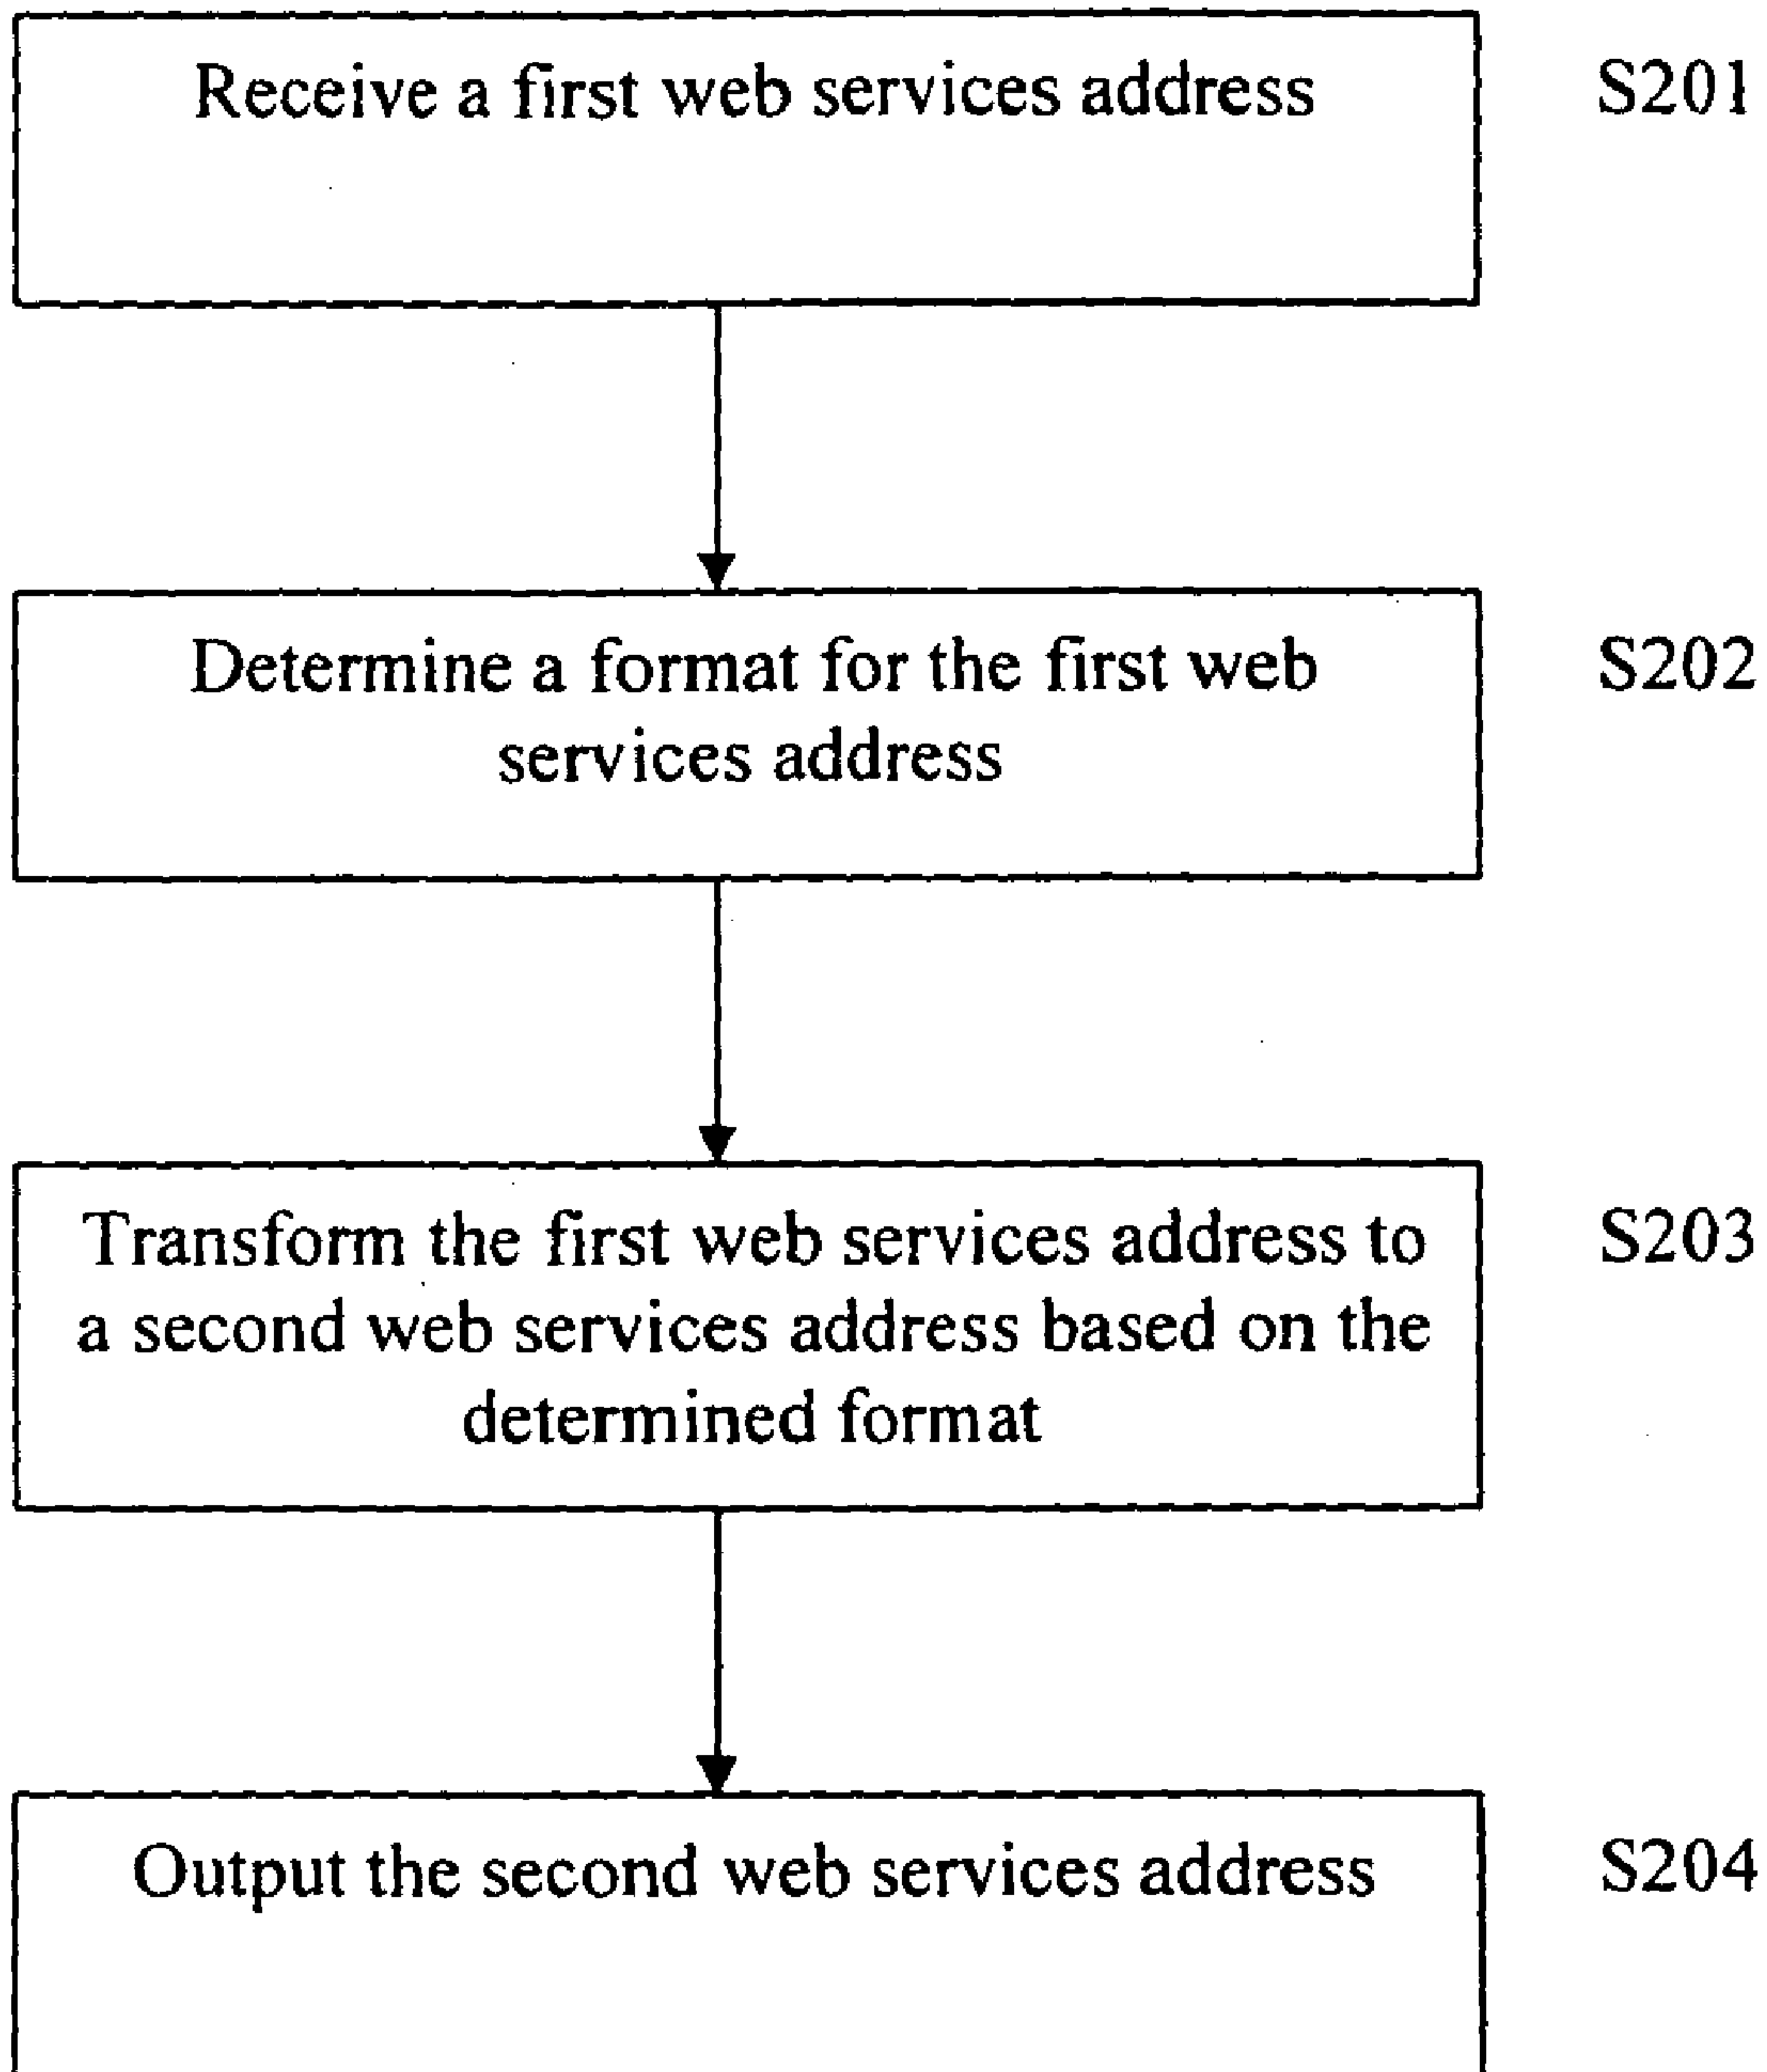 Receive a first web services address
S201
Determine a format for the first web
services address
S202
Transform the first web services address to
a second web services address based on the
determined format
S203
Output the second web services address
S204